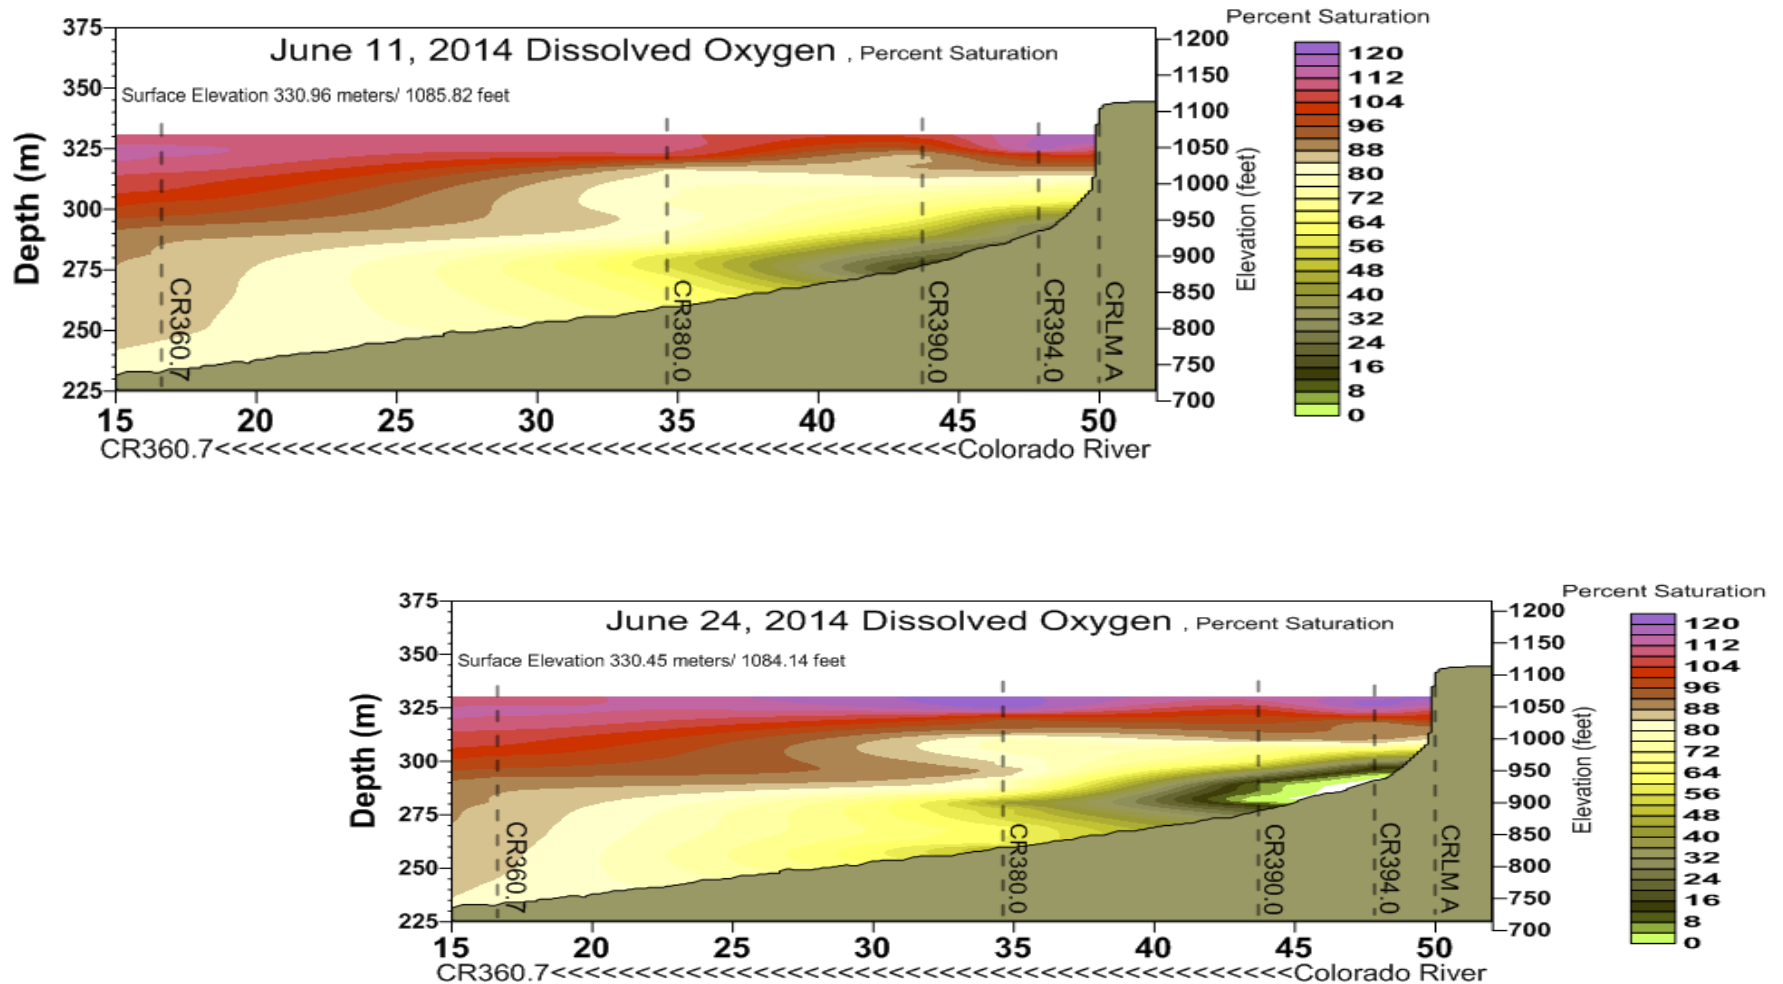 Percent Saturation
June 11, 2014 Dissolved Oxygen , Percent Saturation
Surface Elevation 330.96 meters/ 1085.82 feet
Depth (m)
375
350
325
300
275
250
225
1200
1150
1100
1050
1000
950
900
850
800
750
700
Elevation (feet)
120
112
104
96
88
80
72
64
56
48
40
32
24
16
8
0
CR360.7
CR380.0
CR390.0
CR394.0
CRLM A
15 20 25 30 35 40 45 50
CR360.7<<<<<<<<<<<<<<<<<<<<<<<<<<<<<<<<<<<<<<<<<<<<Colorado River
Percent Saturation
June 24, 2014 Dissolved Oxygen , Percent Saturation
Surface Elevation 330.45 meters/ 1084.14 feet
Depth (m)
375
350
325
300
275
250
225
1200
1150
1100
1050
1000
950
900
850
800
750
700
Elevation (feet)
120
112
104
96
88
80
72
64
56
48
40
32
24
16
8
0
CR360.7
CR380.0
CR390.0
CR394.0
CRLM A
15 20 25 30 35 40 45 50
CR360.7<<<<<<<<<<<<<<<<<<<<<<<<<<<<<<<<<<<<<<<<<<<<Colorado River